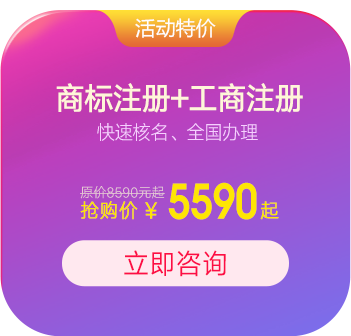 活动特价
商标注册+工商注册
快速核名、全国办理
原价8590元起
抢购价￥5590起
立即咨询